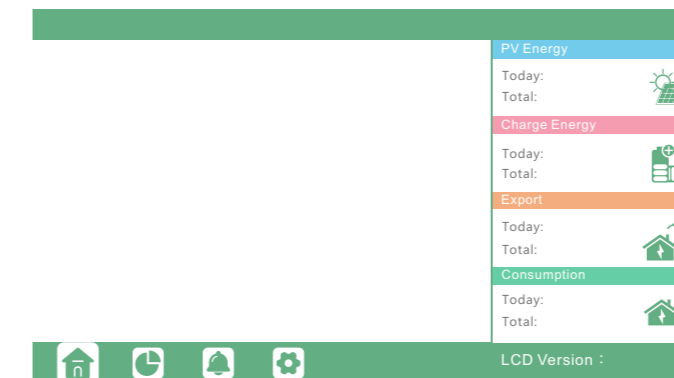 PV Energy
Today:
Total:
Charge Energy
Today:
Total:
Export
Today:
Total:
Consumption
Today:
Total:
LCD Version：